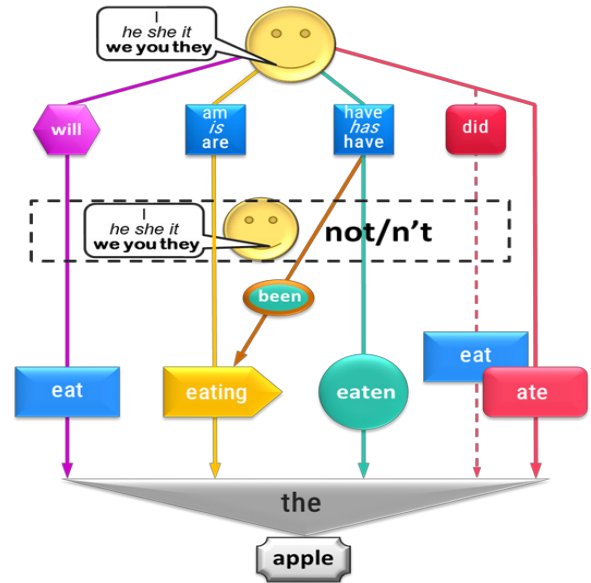 I
he she it
we you they
will
am
is
are
have
has
have
did
I
he she it
we you they
not/n't
been
eat
eating
eaten
eat
ate
the
apple